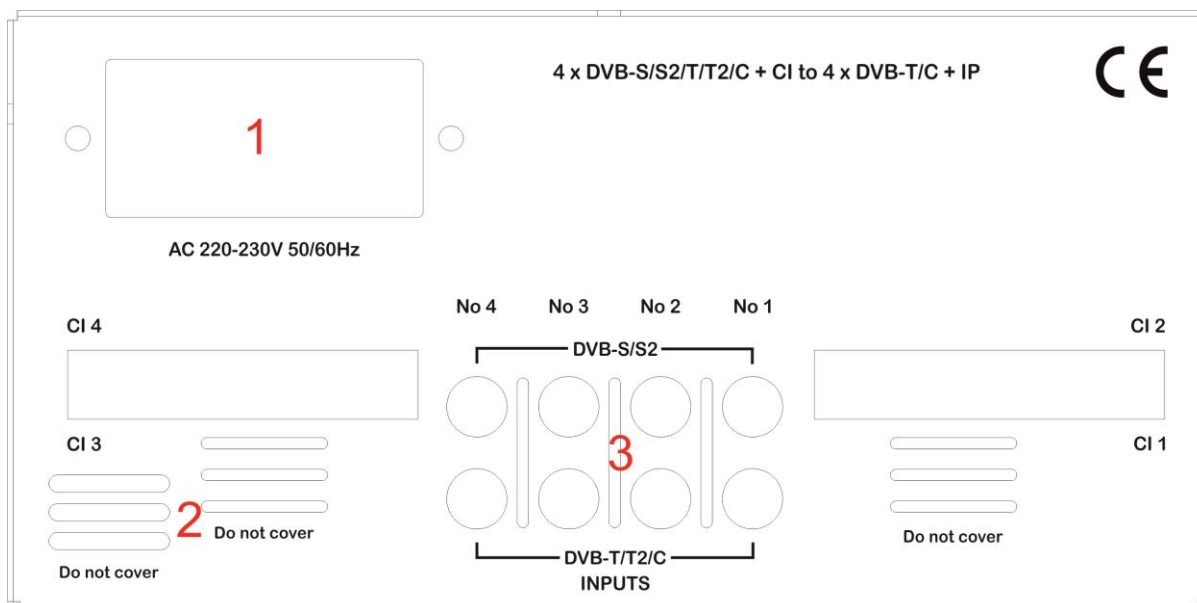 4 x DVB-S/S2/T/T2/C + CI to 4 x DVB-T/C + IP
CE
1
AC 220-230V 50/60Hz
No 4 No 3 No 2 No 1
CI 4
CI 2
DVB-S/S2
CI 3
CI 1
3
2
Do not cover
Do not cover
Do not cover
DVB-T/T2/C
INPUTS